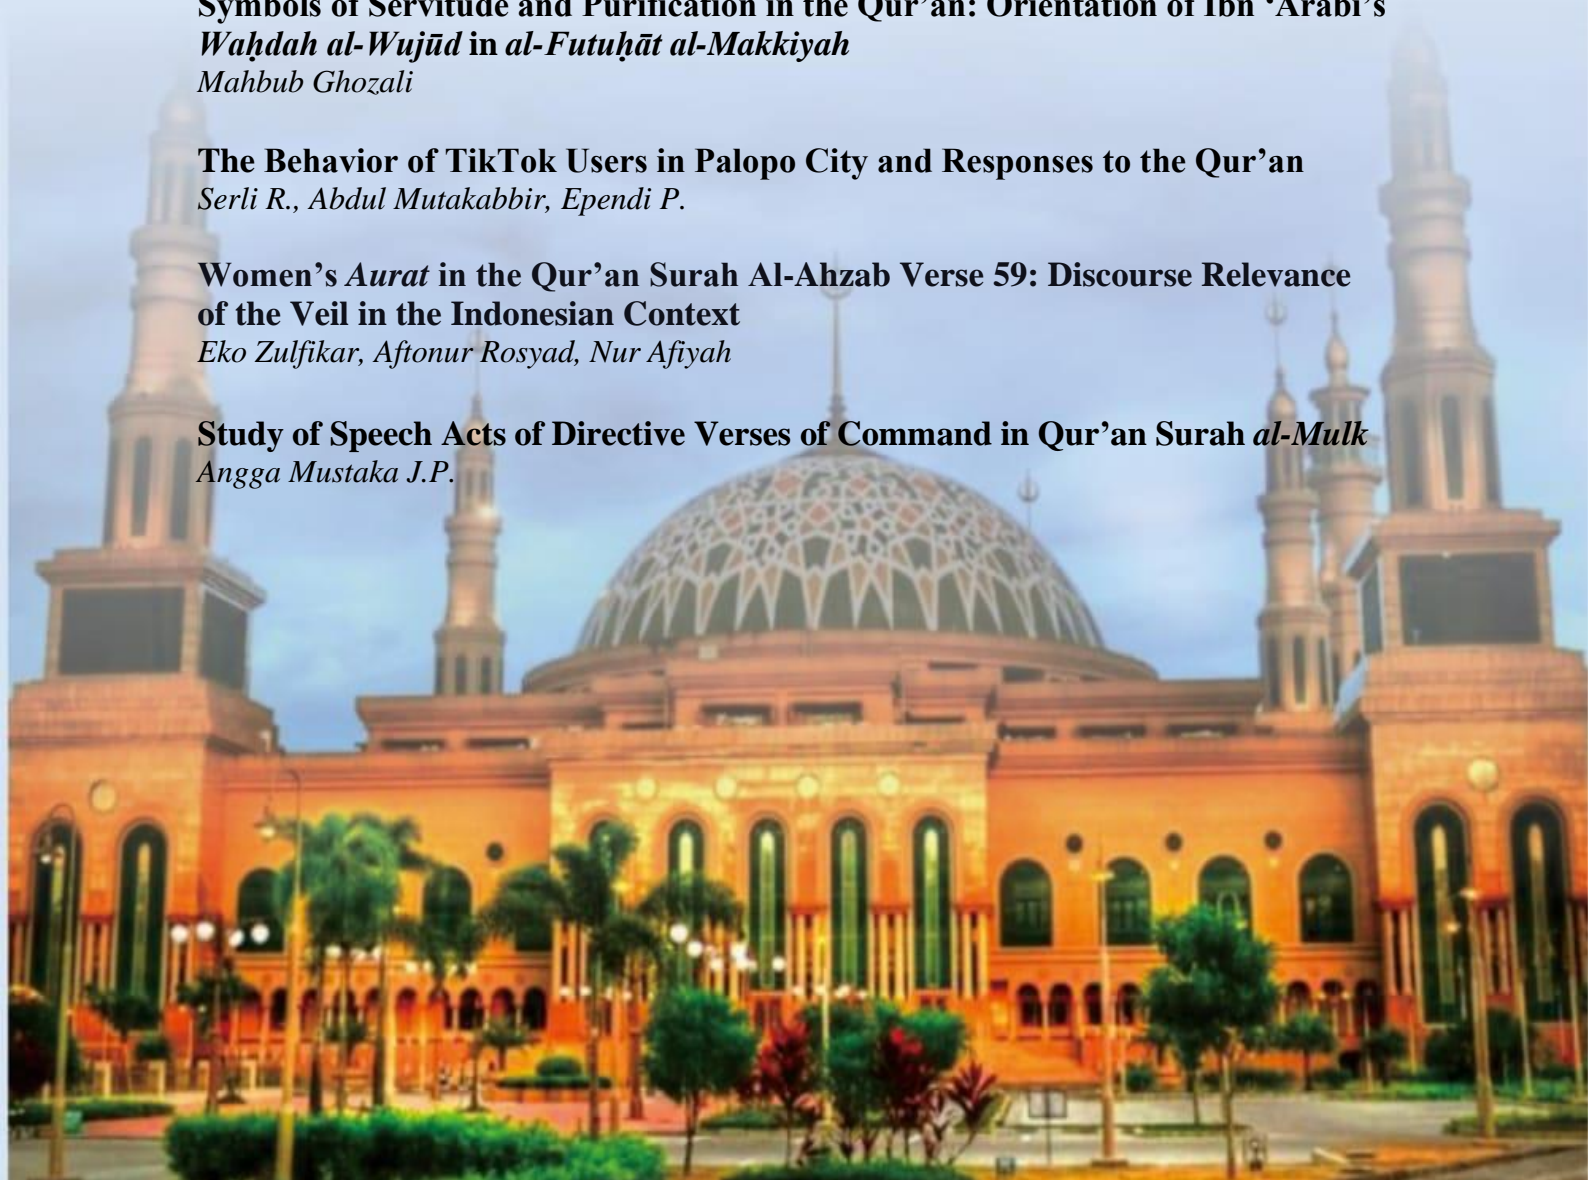 Symbols of Servitude and Purification in the Qur’an: Orientation of Ibn ‘Arabi’s
Waḥdah al-Wujūd in al-Futuḥāt al-Makkiyah
Mahbub Ghozali
The Behavior of TikTok Users in Palopo City and Responses to the Qur’an
Serli R., Abdul Mutakabbir, Ependi P.
Women’s Aurat in the Qur’an Surah Al-Ahzab Verse 59: Discourse Relevance
of the Veil in the Indonesian Context
Eko Zulfikar, Aftonur Rosyad, Nur Afiyah
Study of Speech Acts of Directive Verses of Command in Qur’an Surah al-Mulk
Angga Mustaka J.P.